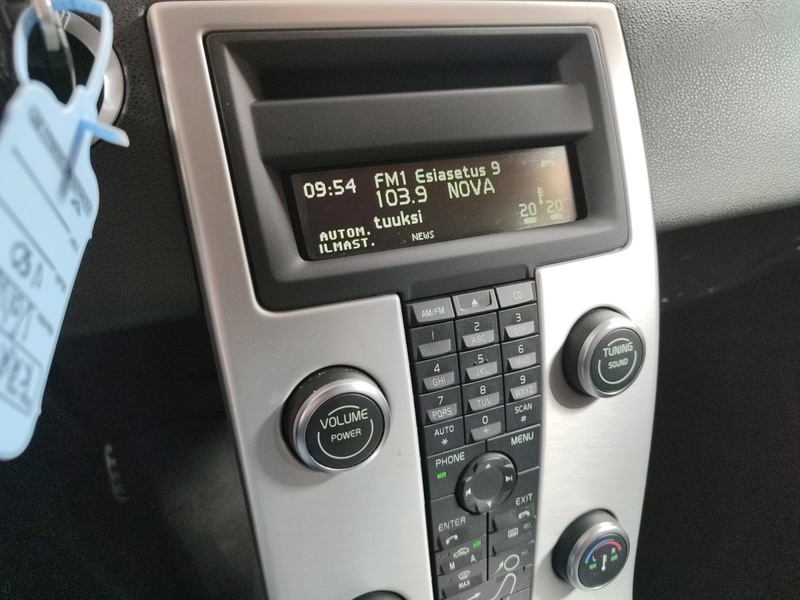 09:54 FM1 Esiasetus 9
103.9 NOVA
tuuksi
20 20
AUTOM.
ILMAST.
NEWS
AM/FM CD
1 2 ABC 3
4 GHI 5 JKL 6 MNO
7 PQRS 8 TUV 9 WXYZ
AUTO * 0 + SCAN #
PHONE MENU
ENTER EXIT
M A
MAX
VOLUME
POWER
TUNING
SOUND
L R